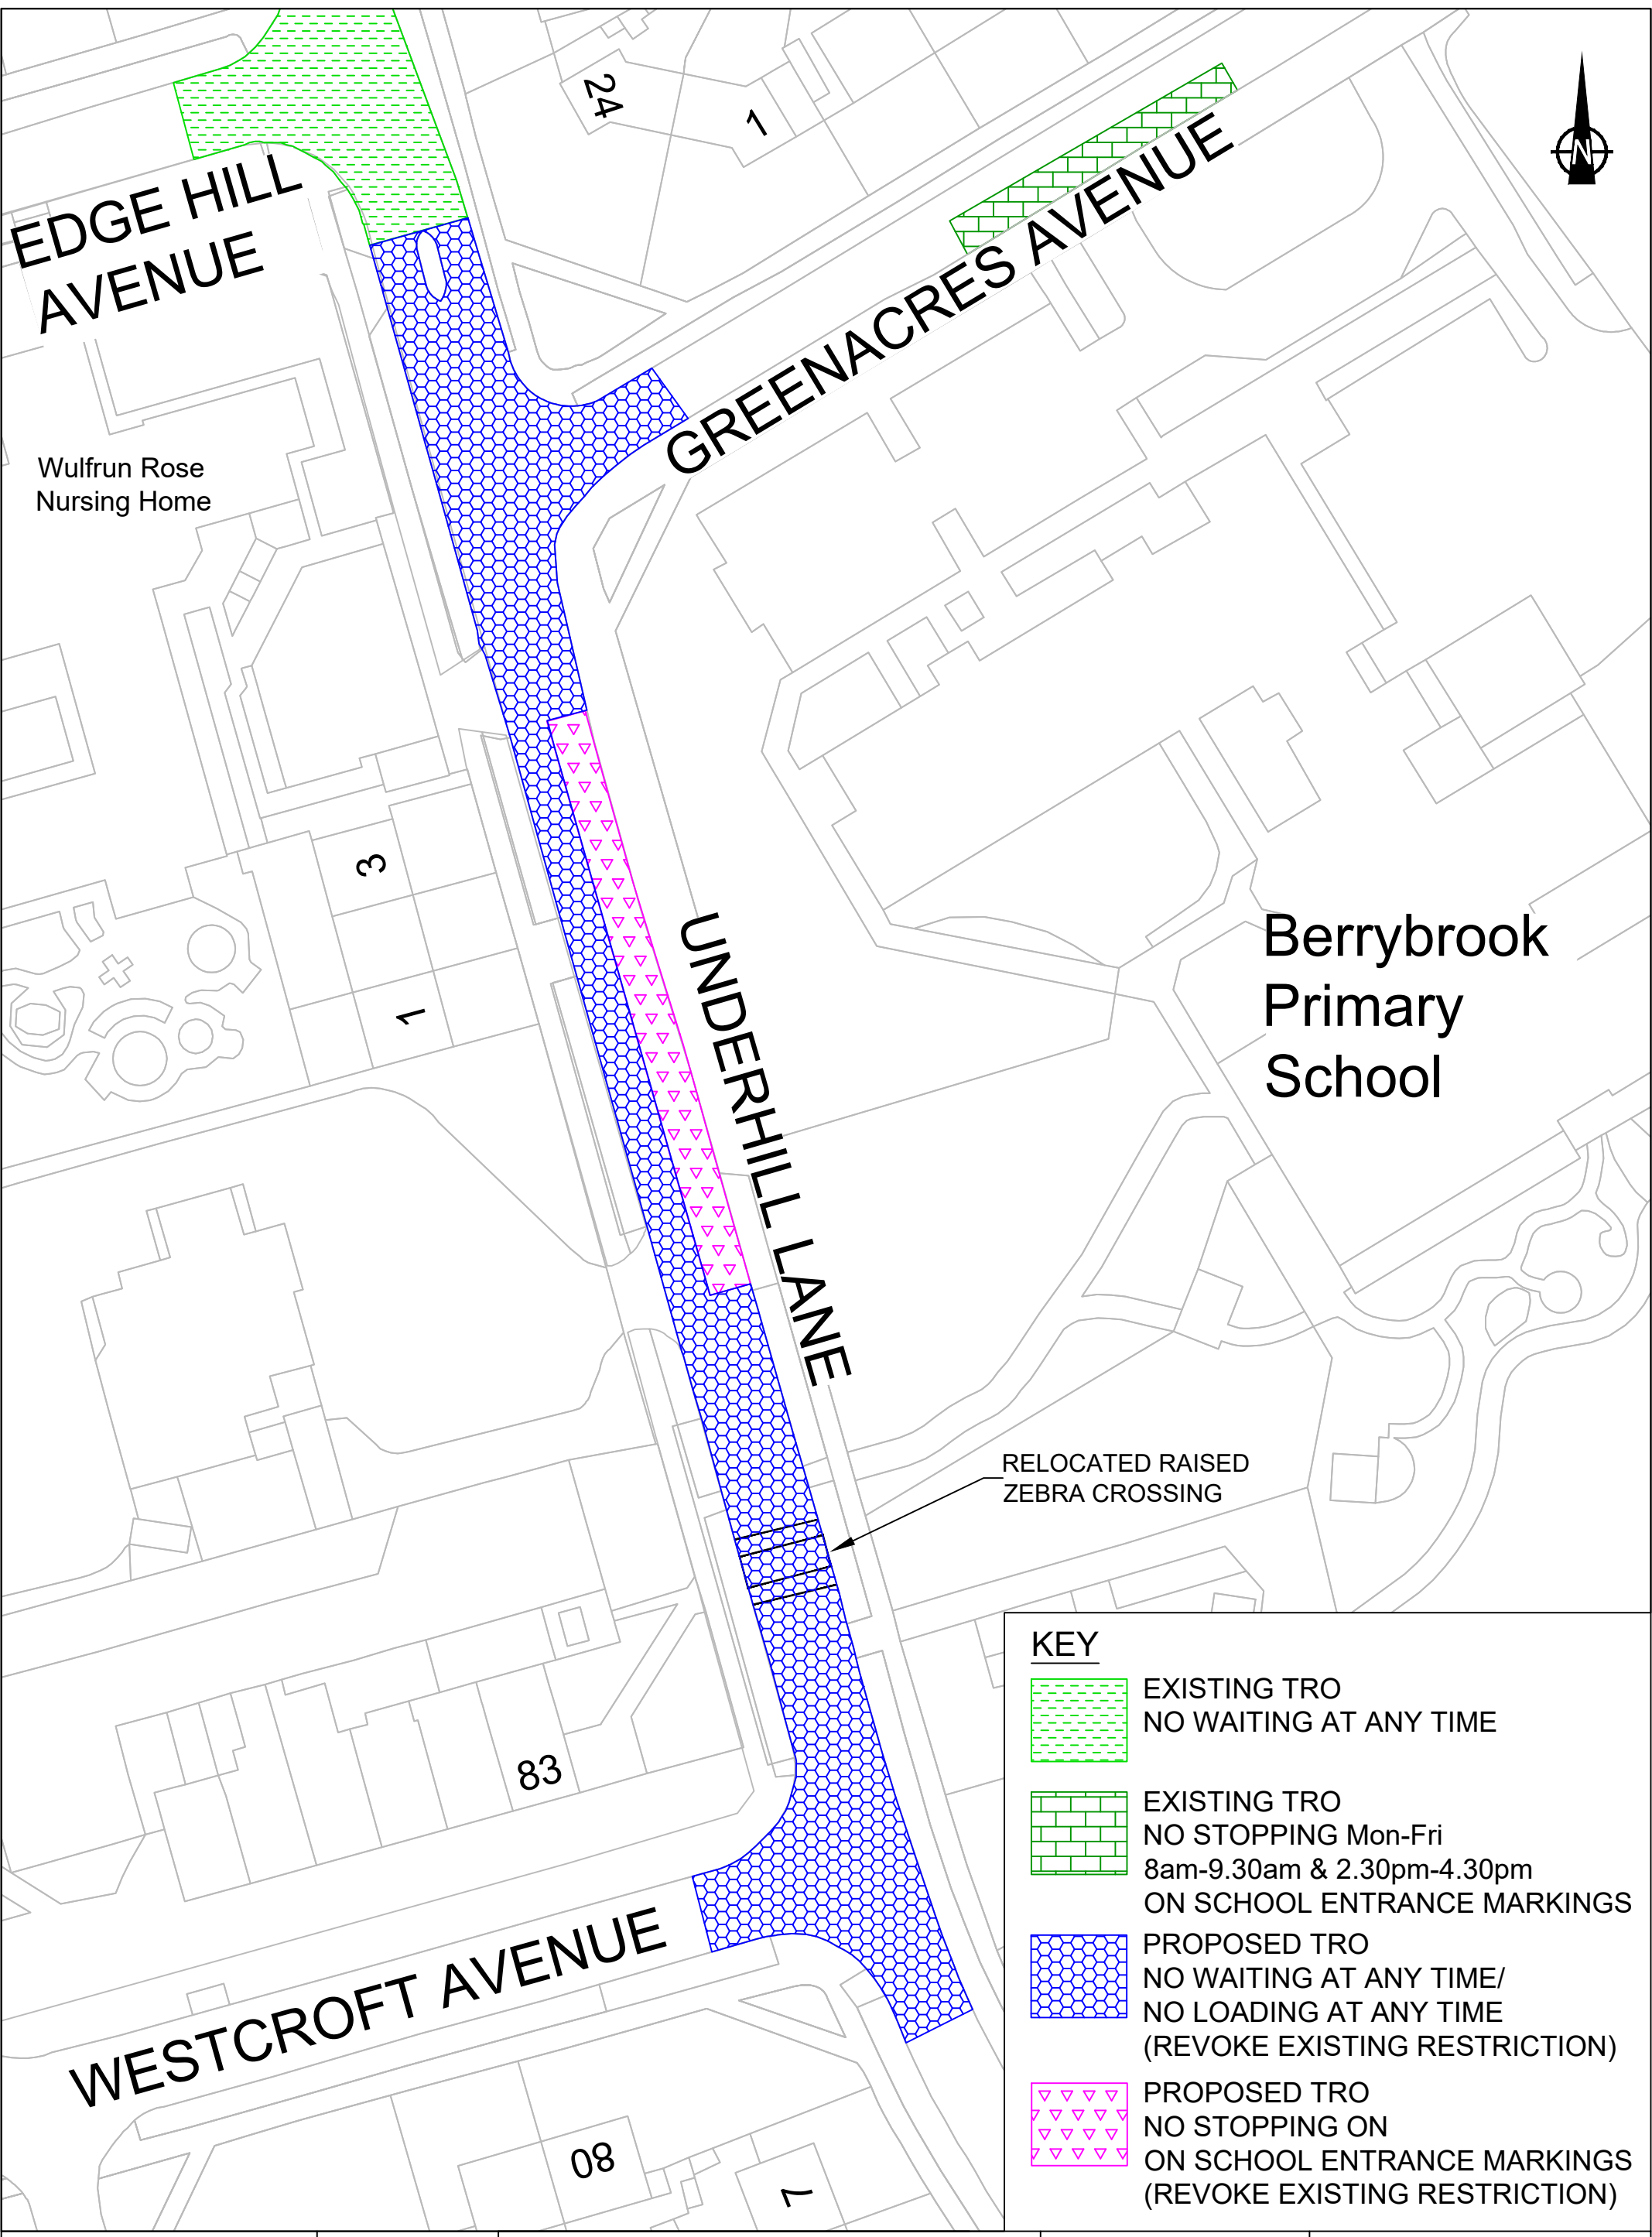 24
1
N
EDGE HILL
AVENUE
GREENACRES AVENUE
Wulfrun Rose
Nursing Home
3
1
UNDERHILL LANE
Berrybrook
Primary
School
RELOCATED RAISED
ZEBRA CROSSING
83
WESTCROFT AVENUE
80
7
KEY
EXISTING TRO
NO WAITING AT ANY TIME
EXISTING TRO
NO STOPPING Mon-Fri
8am-9.30am & 2.30pm-4.30pm
ON SCHOOL ENTRANCE MARKINGS
PROPOSED TRO
NO WAITING AT ANY TIME/
NO LOADING AT ANY TIME
(REVOKE EXISTING RESTRICTION)
PROPOSED TRO
NO STOPPING ON
ON SCHOOL ENTRANCE MARKINGS
(REVOKE EXISTING RESTRICTION)